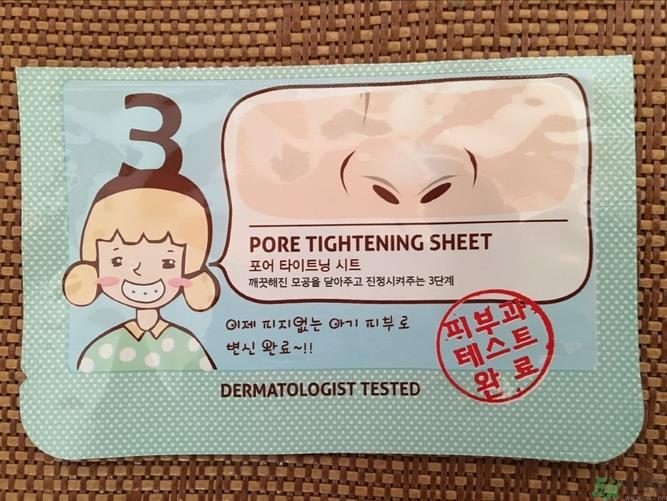 3
PORE TIGHTENING SHEET
포어 타이트닝 시트
깨끗해진 모공을 닫아주고 진정시켜주는 3단계
이제 피지없는 아기 피부로
변신 완료~!!
피부과
테스트
완료
DERMATOLOGIST TESTED